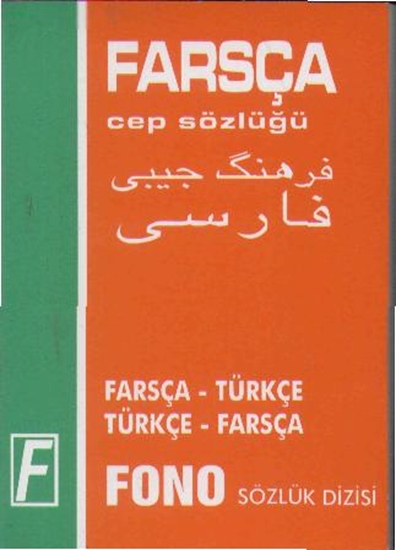 FARSÇA
cep sözlüğü
فرهنگ جیبی
فارسی
FARSÇA - TÜRKÇE
TÜRKÇE - FARSÇA
F
FONO SÖZLÜK DİZİSİ